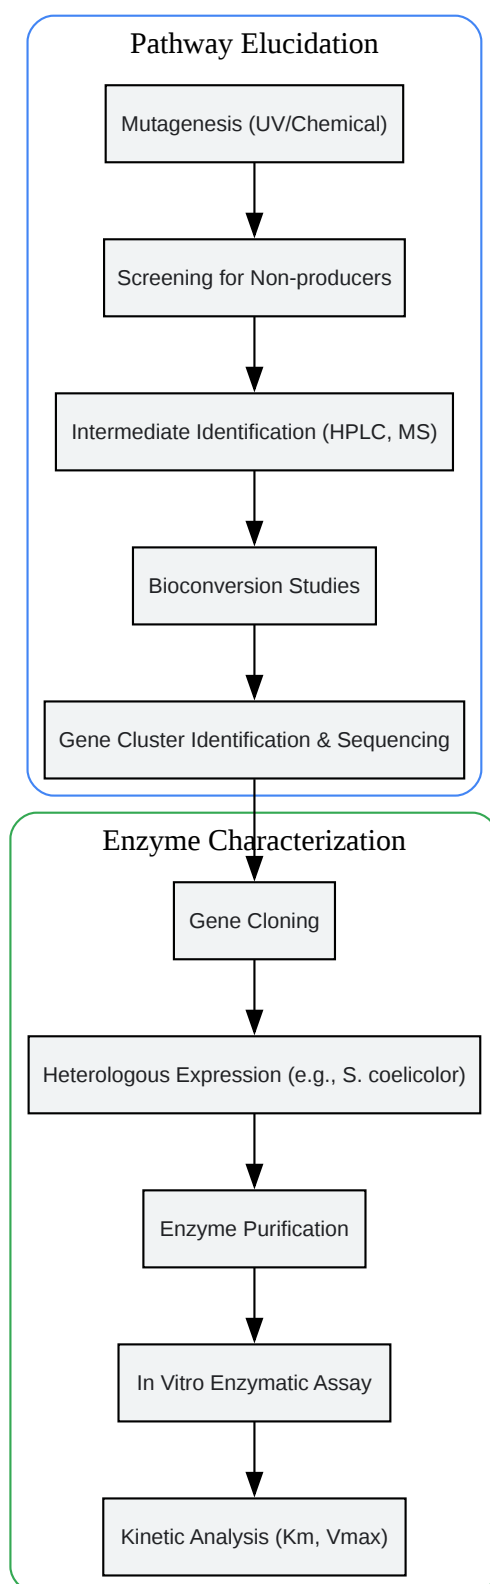 Pathway Elucidation
Mutagenesis (UV/Chemical)
Screening for Non-producers
Intermediate Identification (HPLC, MS)
Bioconversion Studies
Gene Cluster Identification & Sequencing
Enzyme Characterization
Gene Cloning
Heterologous Expression (e.g., S. coelicolor)
Enzyme Purification
In Vitro Enzymatic Assay
Kinetic Analysis (Km, Vmax)